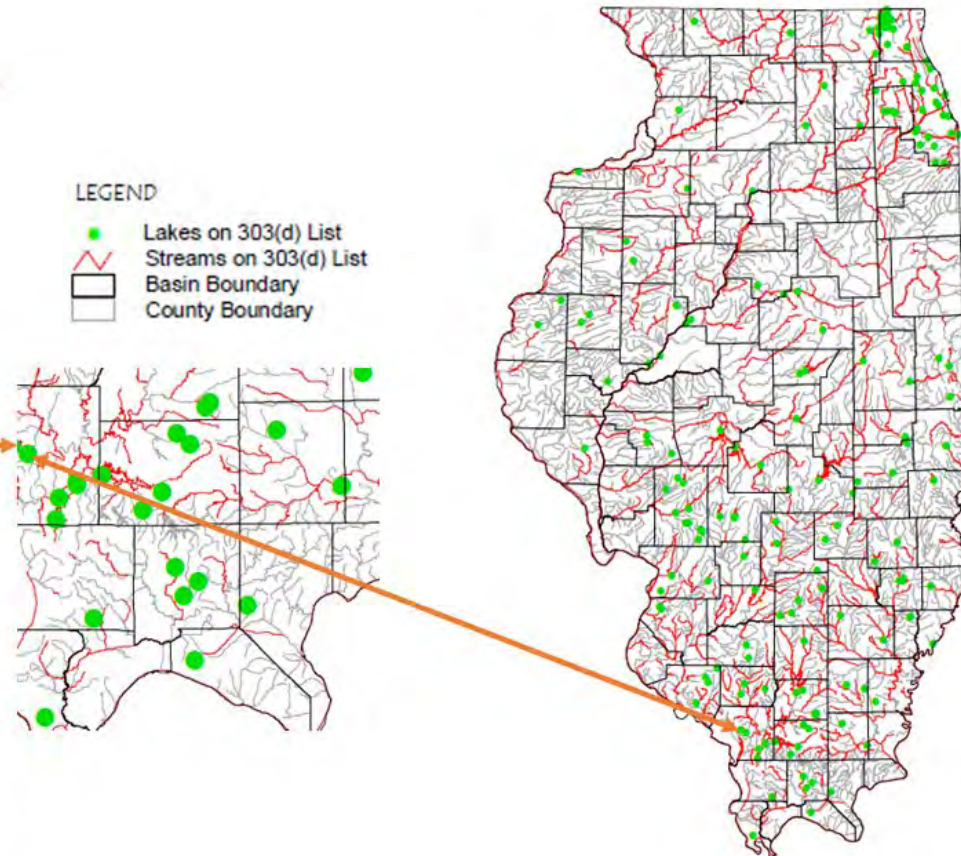 LEGEND
Lakes on 303(d) List
Streams on 303(d) List
Basin Boundary
County Boundary